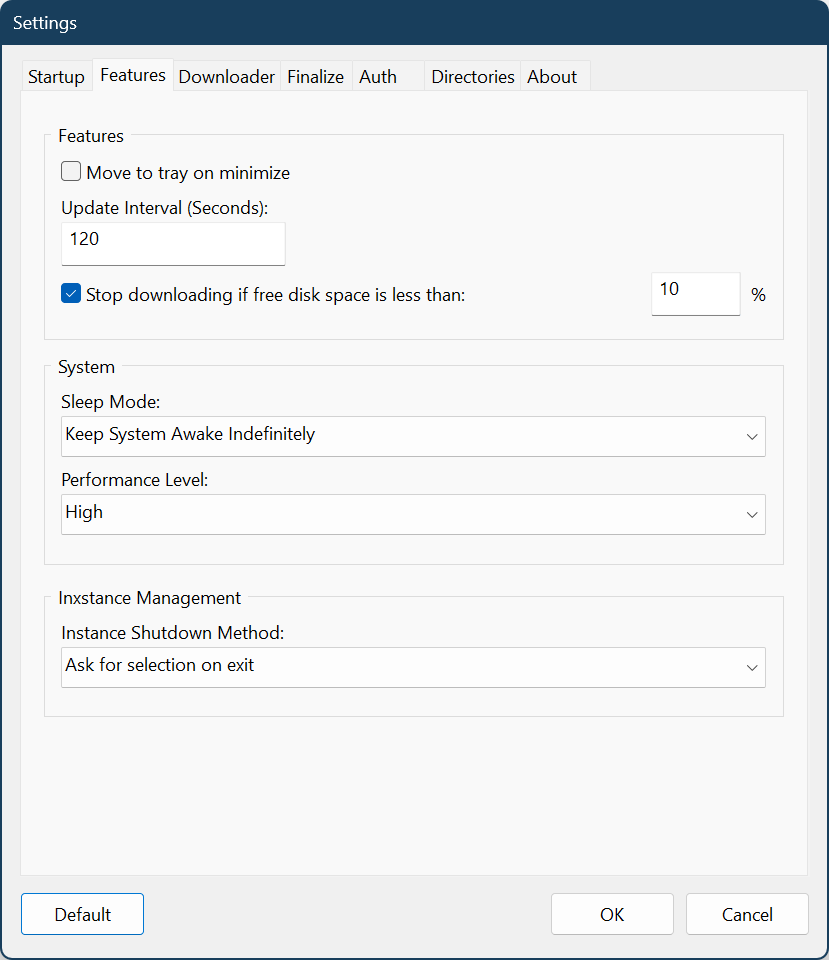 Settings
Startup Features Downloader Finalize Auth Directories About
Features
Move to tray on minimize
Update Interval (Seconds):
120
Stop downloading if free disk space is less than: 10 %
System
Sleep Mode:
Keep System Awake Indefinitely
Performance Level:
High
Inxstance Management
Instance Shutdown Method:
Ask for selection on exit
Default OK Cancel